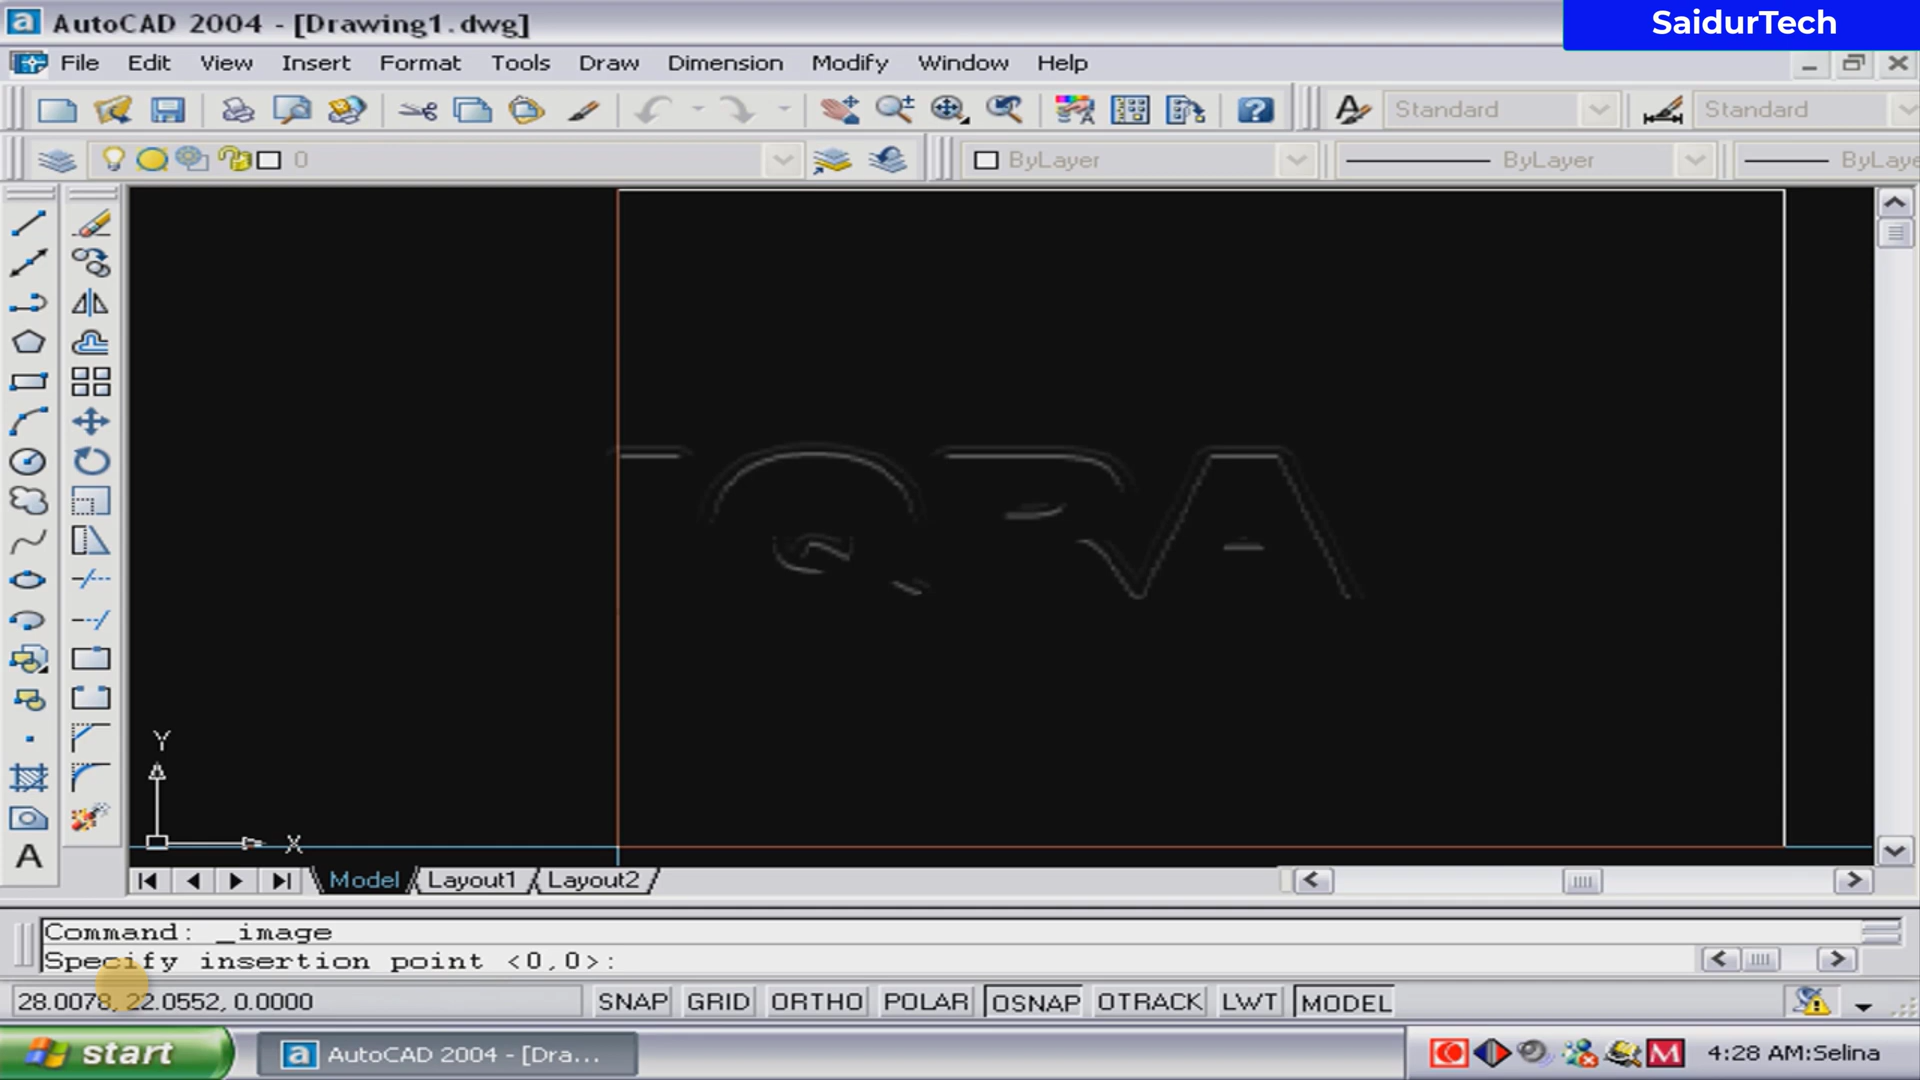 AutoCAD 2004 - [Drawing1.dwg]
SaidurTech
File Edit View Insert Format Tools Draw Dimension Modify Window Help
Standard Standard
0 ByLayer ByLayer ByLaye
Y
X
A
Model Layout1 Layout2
Command: _image
Specify insertion point <0,0>:
28.0078, 22.0552, 0.0000 SNAP GRID ORTHO POLAR OSNAP OTRACK LWT MODEL
start AutoCAD 2004 - [Dra... 4:28 AM:Selina